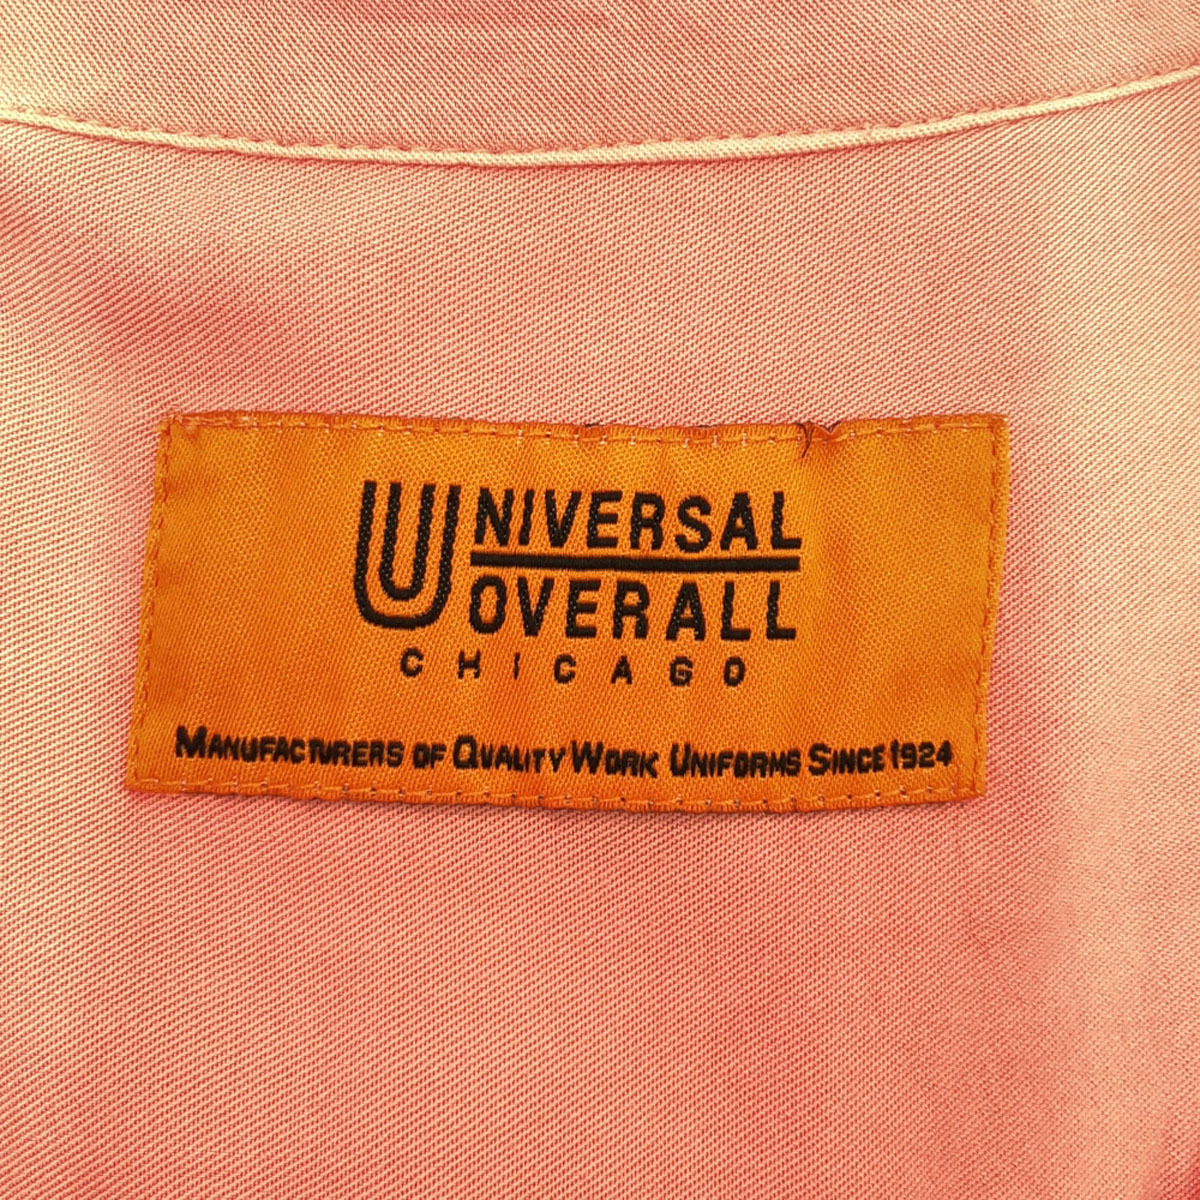 UNIVERSAL
OVERALL
CHICAGO
MANUFACTURERS OF QUALITY WORK UNIFORMS SINCE 1924